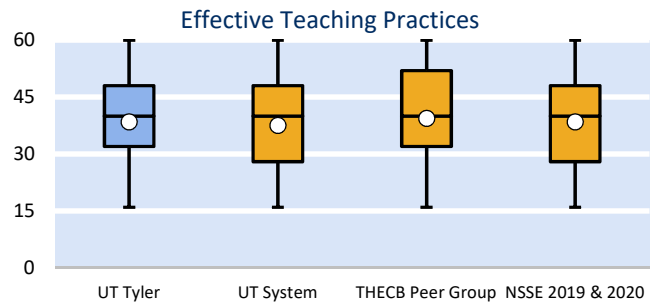 Effective Teaching Practices
60
45
30
15
0
UT Tyler UT System THECB Peer Group NSSE 2019 & 2020